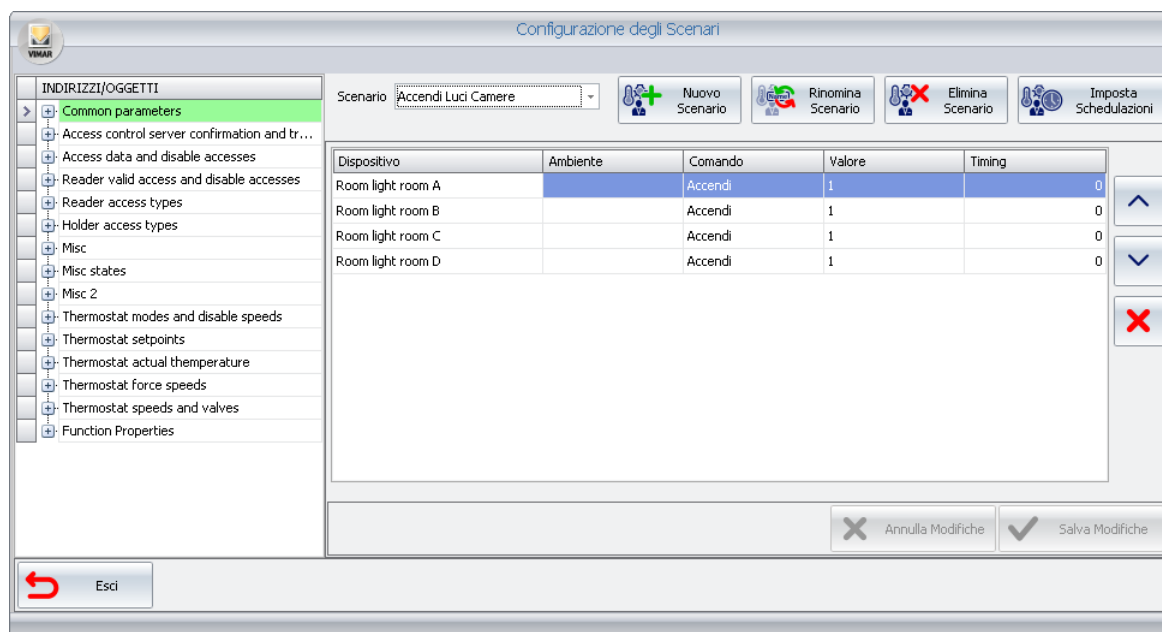 Configurazione degli Scenari
VIMAR
INDIRIZZI/OGGETTI
Common parameters
Access control server confirmation and tr...
Access data and disable accesses
Reader valid access and disable accesses
Reader access types
Holder access types
Misc
Misc states
Misc 2
Thermostat modes and disable speeds
Thermostat setpoints
Thermostat actual themperature
Thermostat force speeds
Thermostat speeds and valves
Function Properties
Scenario Accendi Luci Camere
Nuovo
Scenario
Rinomina
Scenario
Elimina
Scenario
Imposta
Schedulazioni
Dispositivo Ambiente Comando Valore Timing
Room light room A Accendi 1 0
Room light room B Accendi 1 0
Room light room C Accendi 1 0
Room light room D Accendi 1 0
Annulla Modifiche
Salva Modifiche
Esci